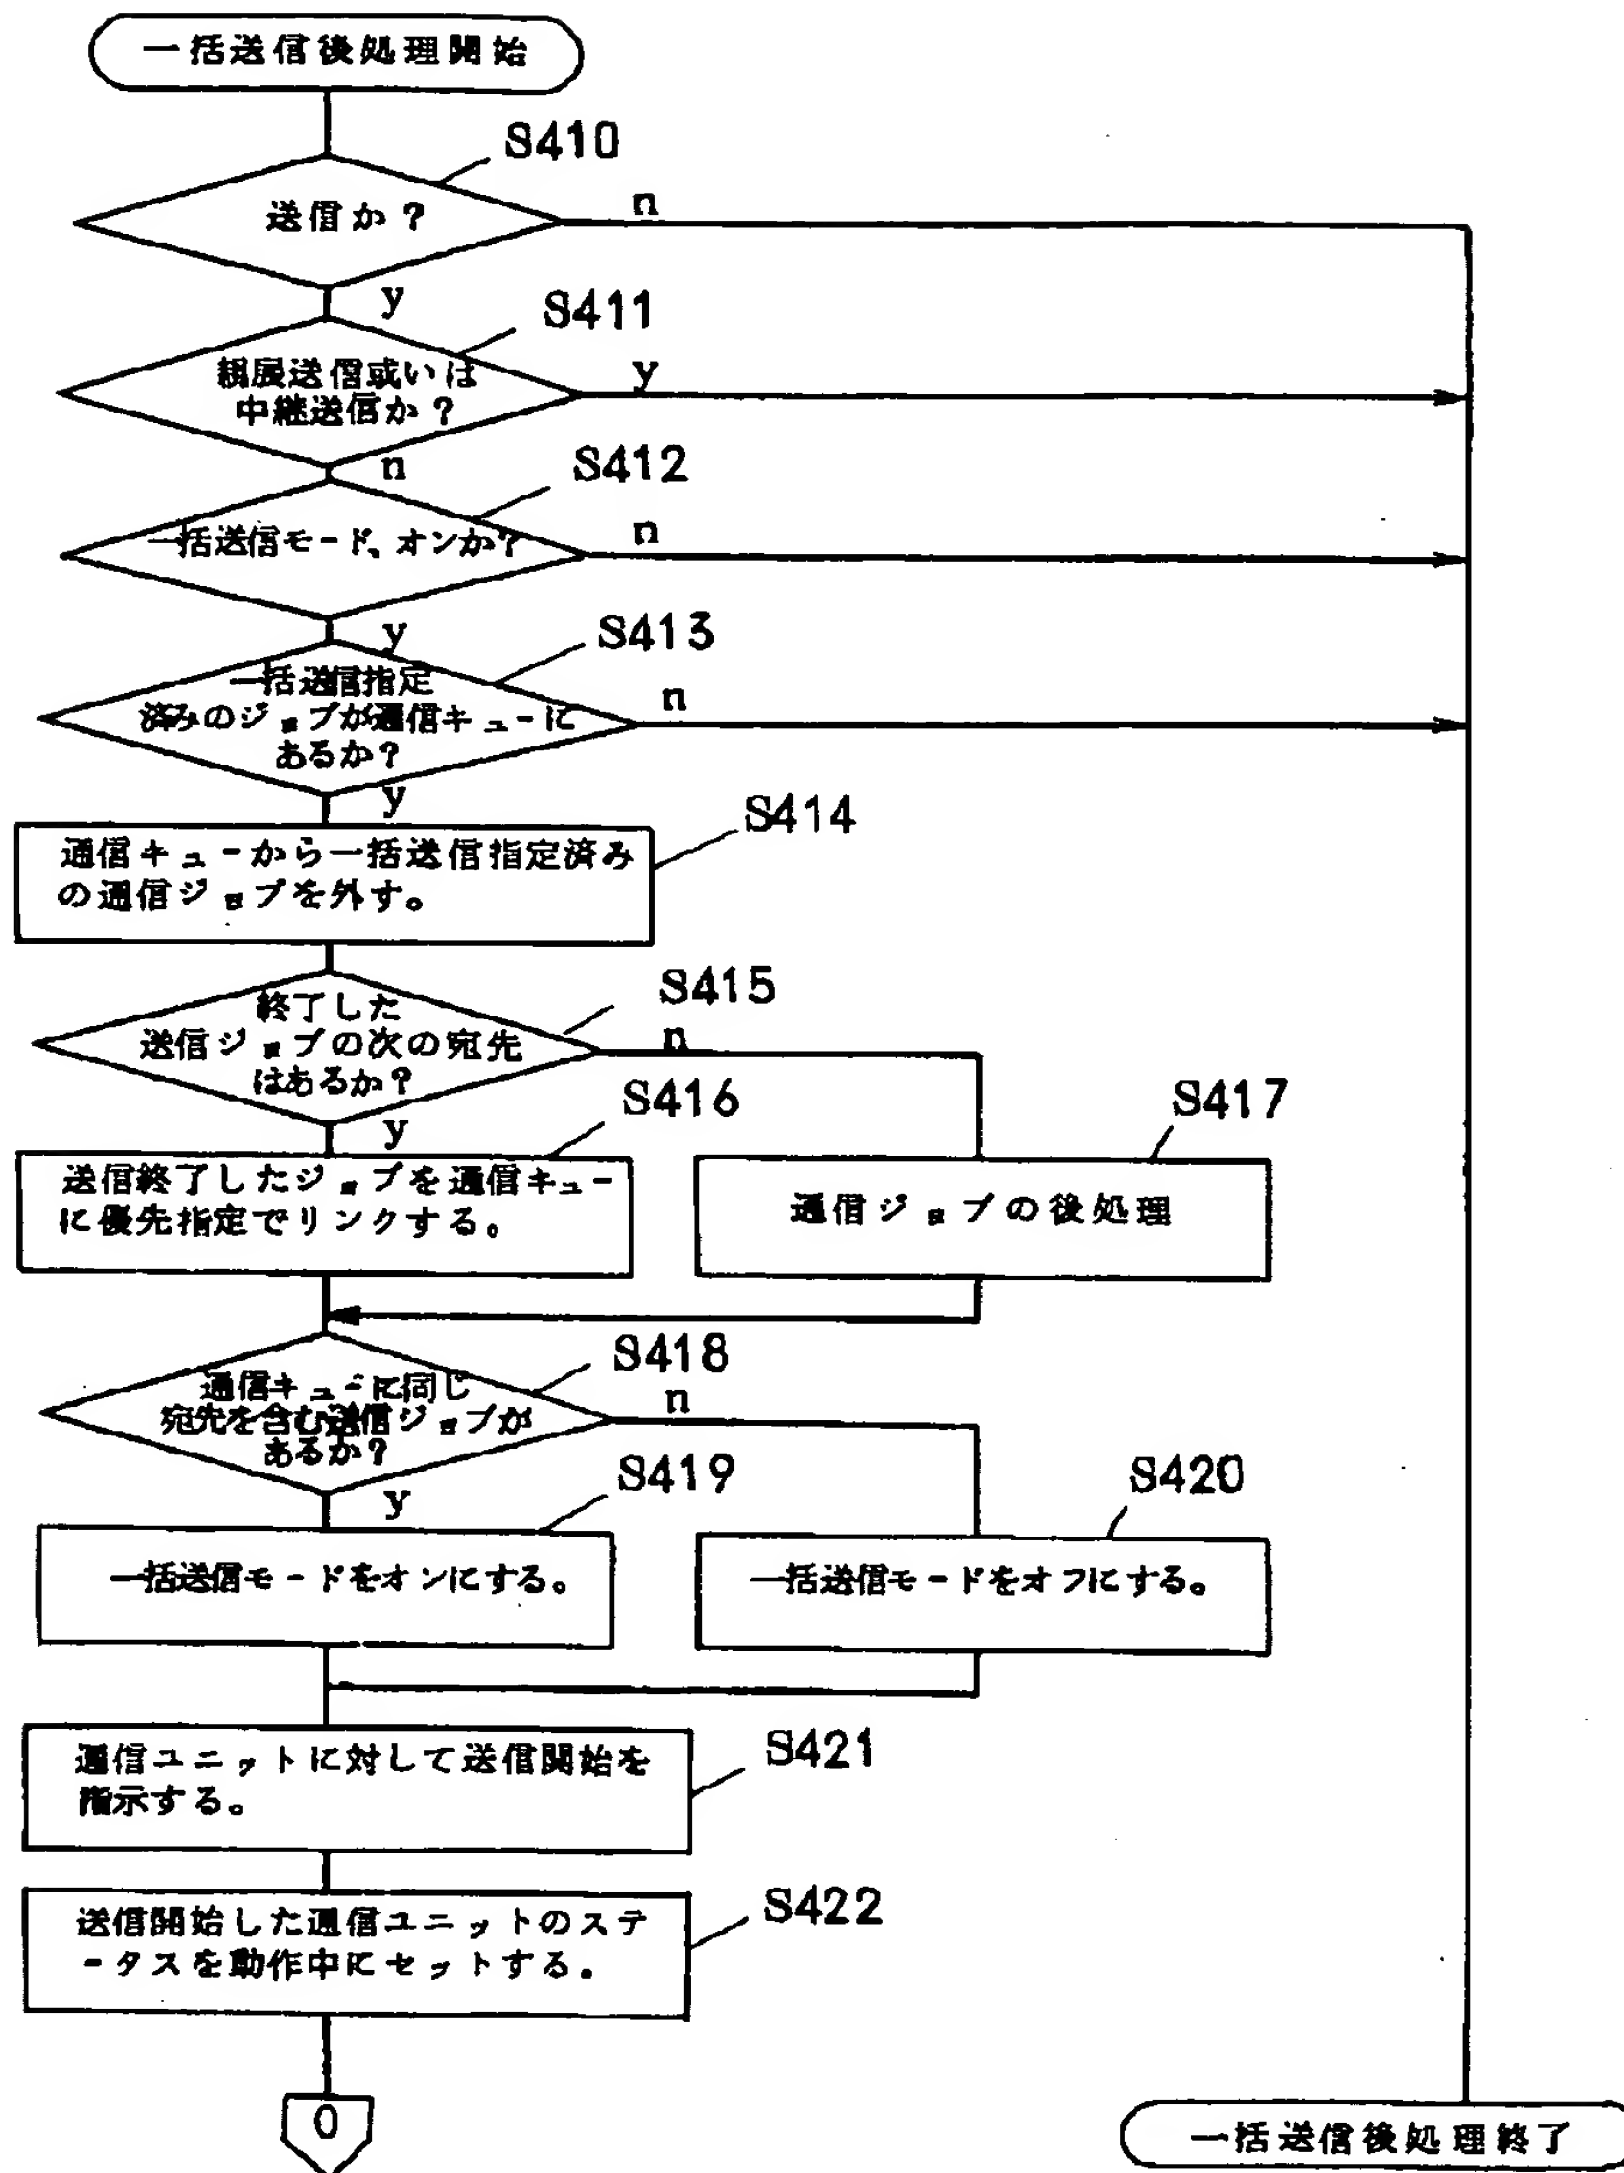 一括送信後処理開始
S410
送信か？
n
y
S411
親展送信或いは
中継送信か？
y
n
S412
一括送信モード、オンか？
n
y
S413
一括送信指定
済みのジョブが通信キューに
あるか？
n
y
S414
通信キューから一括送信指定済み
の通信ジョブを外す。
S415
終了した
送信ジョブの次の宛先
はあるか？
n
y
S416
送信終了したジョブを通信キュー
に優先指定でリンクする。
S417
通信ジョブの後処理
S418
通信キューに同じ
宛先を含む送信ジョブが
あるか？
n
y
S419
一括送信モードをオンにする。
S420
一括送信モードをオフにする。
S421
通信ユニットに対して送信開始を
指示する。
S422
送信開始した通信ユニットのステ
ータスを動作中にセットする。
O
一括送信後処理終了